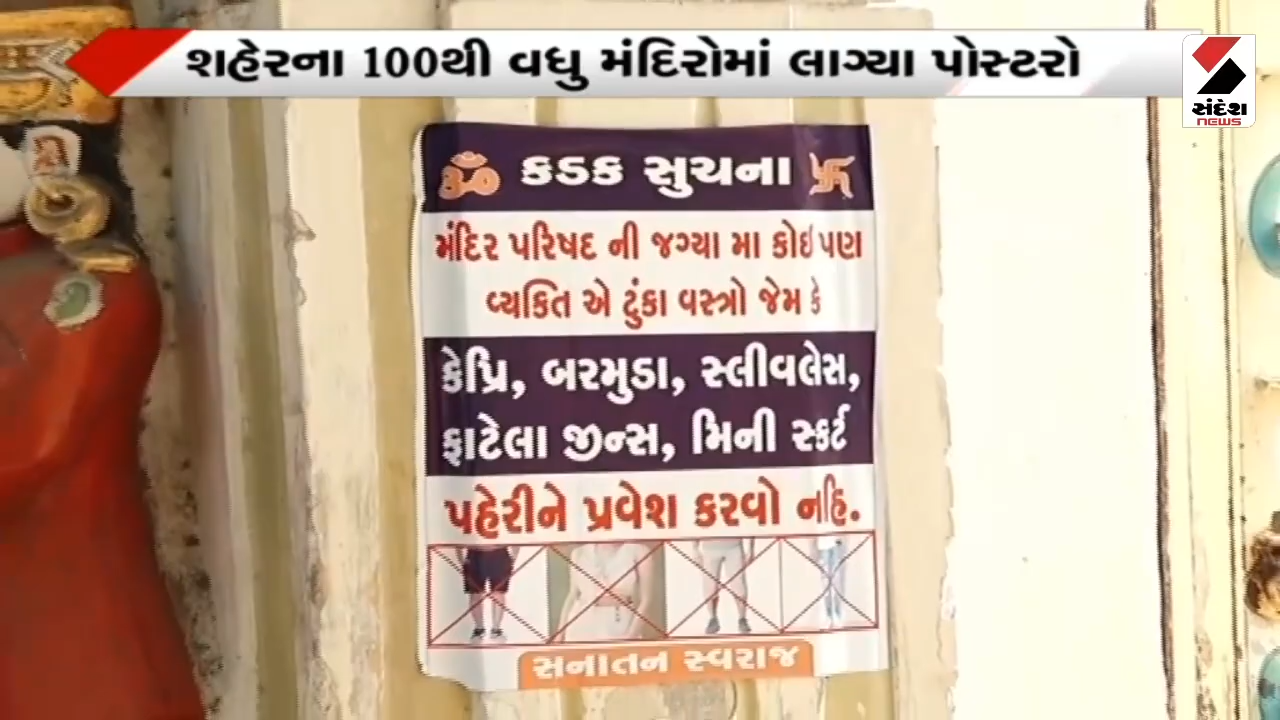 શહેરના 100થી વધુ મંદિરોમાં લાગ્યા પોસ્ટરો
સંદેશ
NEWS
ૐ કડક સુચના 卐
મંદિર પરિષદ ની જગ્યા મા કોઇ પણ
વ્યકિત એ ટુંકા વસ્ત્રો જેમ કે
કેપ્રિ, બરમુડા, સ્લીવલેસ,
ફાટેલા જીન્સ, મિની સ્કર્ટ
પહેરીને પ્રવેશ કરવો નહિ.
સનાતન સ્વરાજ